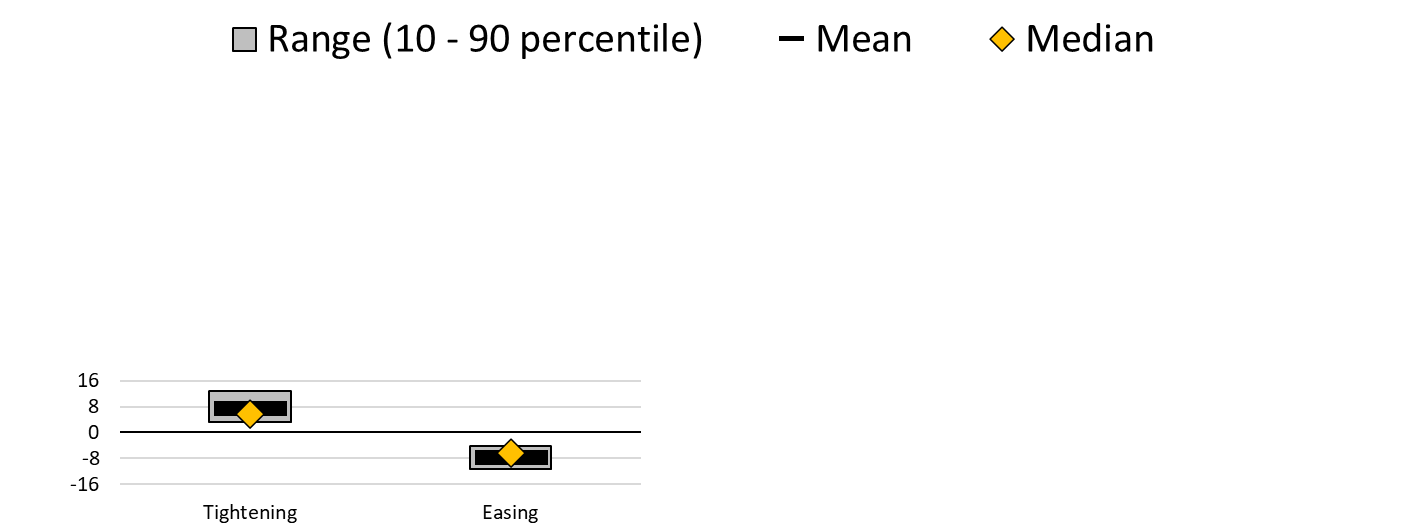 Range (10 - 90 percentile) Mean Median
16
8
0
-8
-16
Tightening Easing